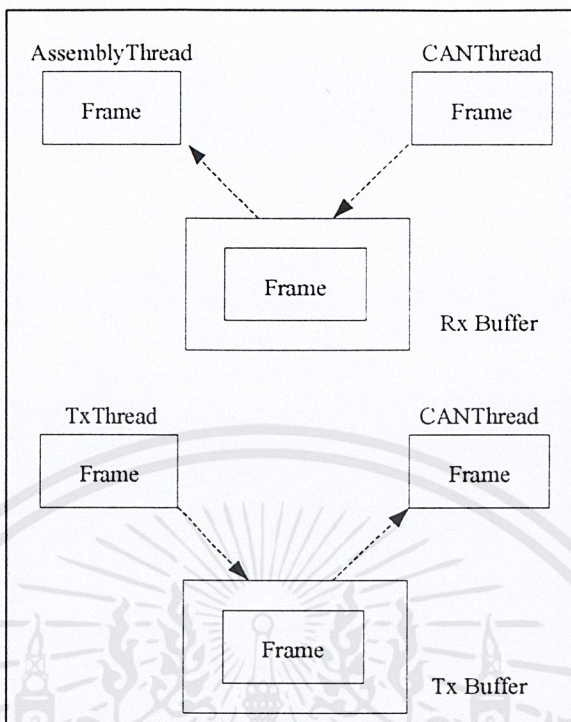 AssemblyThread
CANThread
Frame
Frame
Frame
Rx Buffer
TxThread
CANThread
Frame
Frame
Frame
Tx Buffer